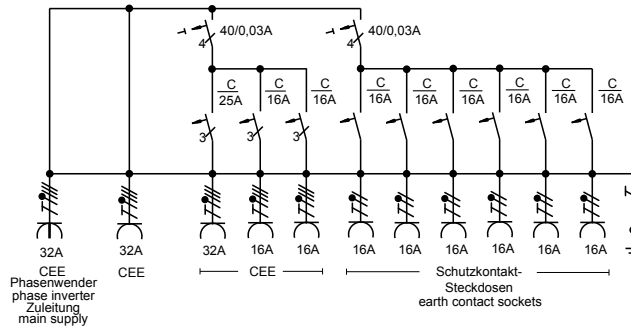 40/0,03A 40/0,03A
4 4
C C C C C C C C C
25A 16A 16A 16A 16A 16A 16A 16A 16A
3 3 3
32A 32A 32A 16A 16A 16A 16A 16A 16A 16A 16A
CEE CEE CEE Schutzkontakt-
Phasenwender Steckdosen
phase inverter earth contact sockets
Zuleitung
main supply